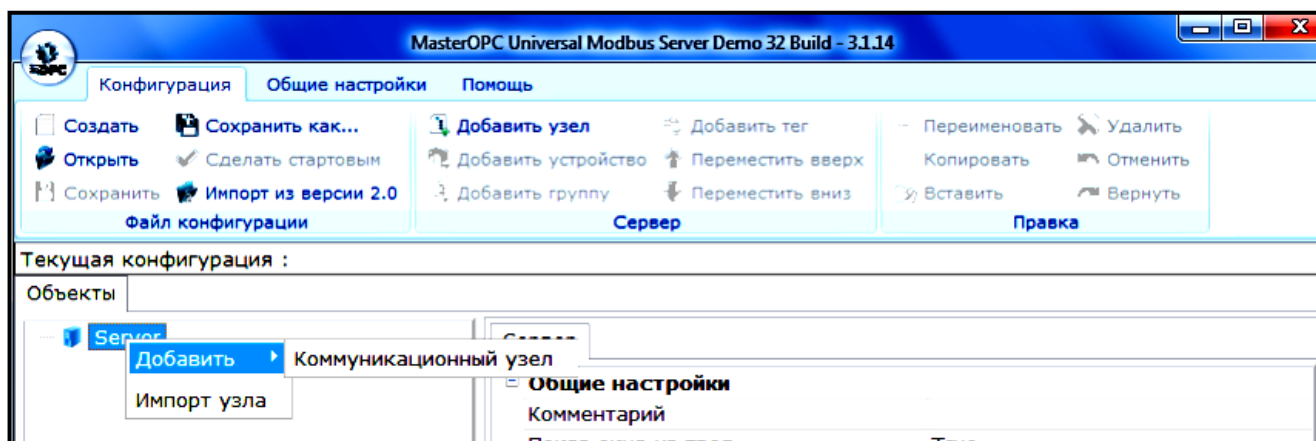 MasterOPC Universal Modbus Server Demo 32 Build - 3.1.14
Конфигурация Общие настройки Помощь
Создать Сохранить как... Добавить узел Добавить тег Переименовать Удалить
Открыть Сделать стартовым Добавить устройство Переместить вверх Копировать Отменить
Сохранить Импорт из версии 2.0 Добавить группу Переместить вниз Вставить Вернуть
Файл конфигурации Сервер Правка
Текущая конфигурация :
Объекты
Server Сервер
Добавить Коммуникационный узел
Общие настройки
Импорт узла
Комментарий